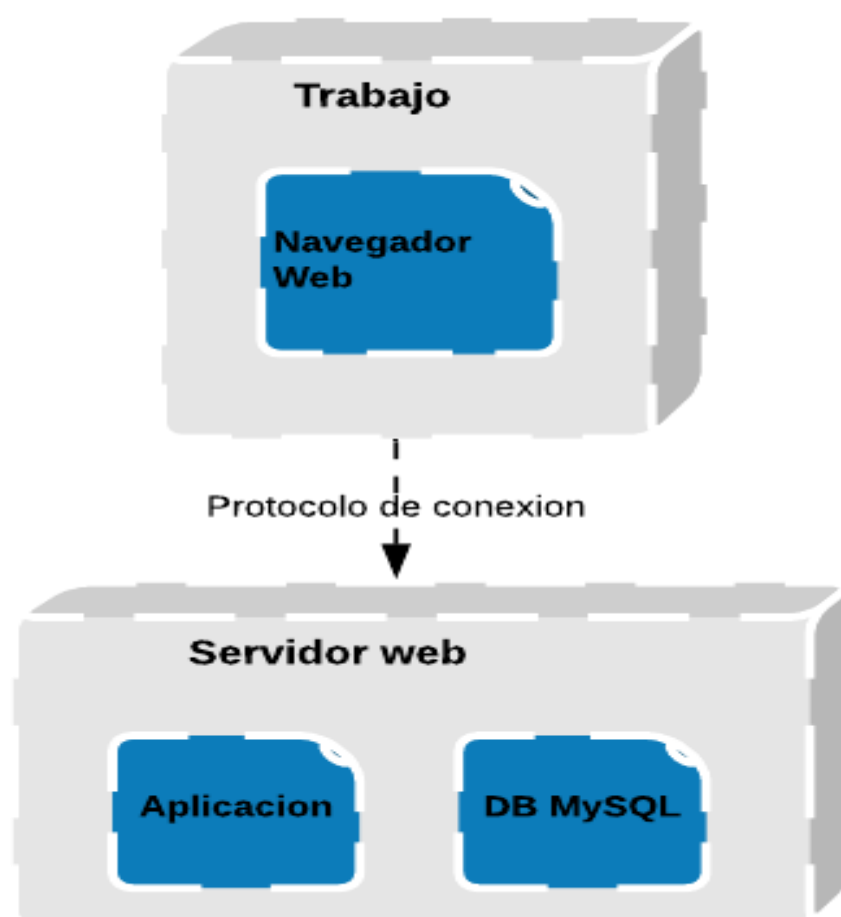 Trabajo
Navegador
Web
Protocolo de conexion
Servidor web
Aplicacion
DB MySQL